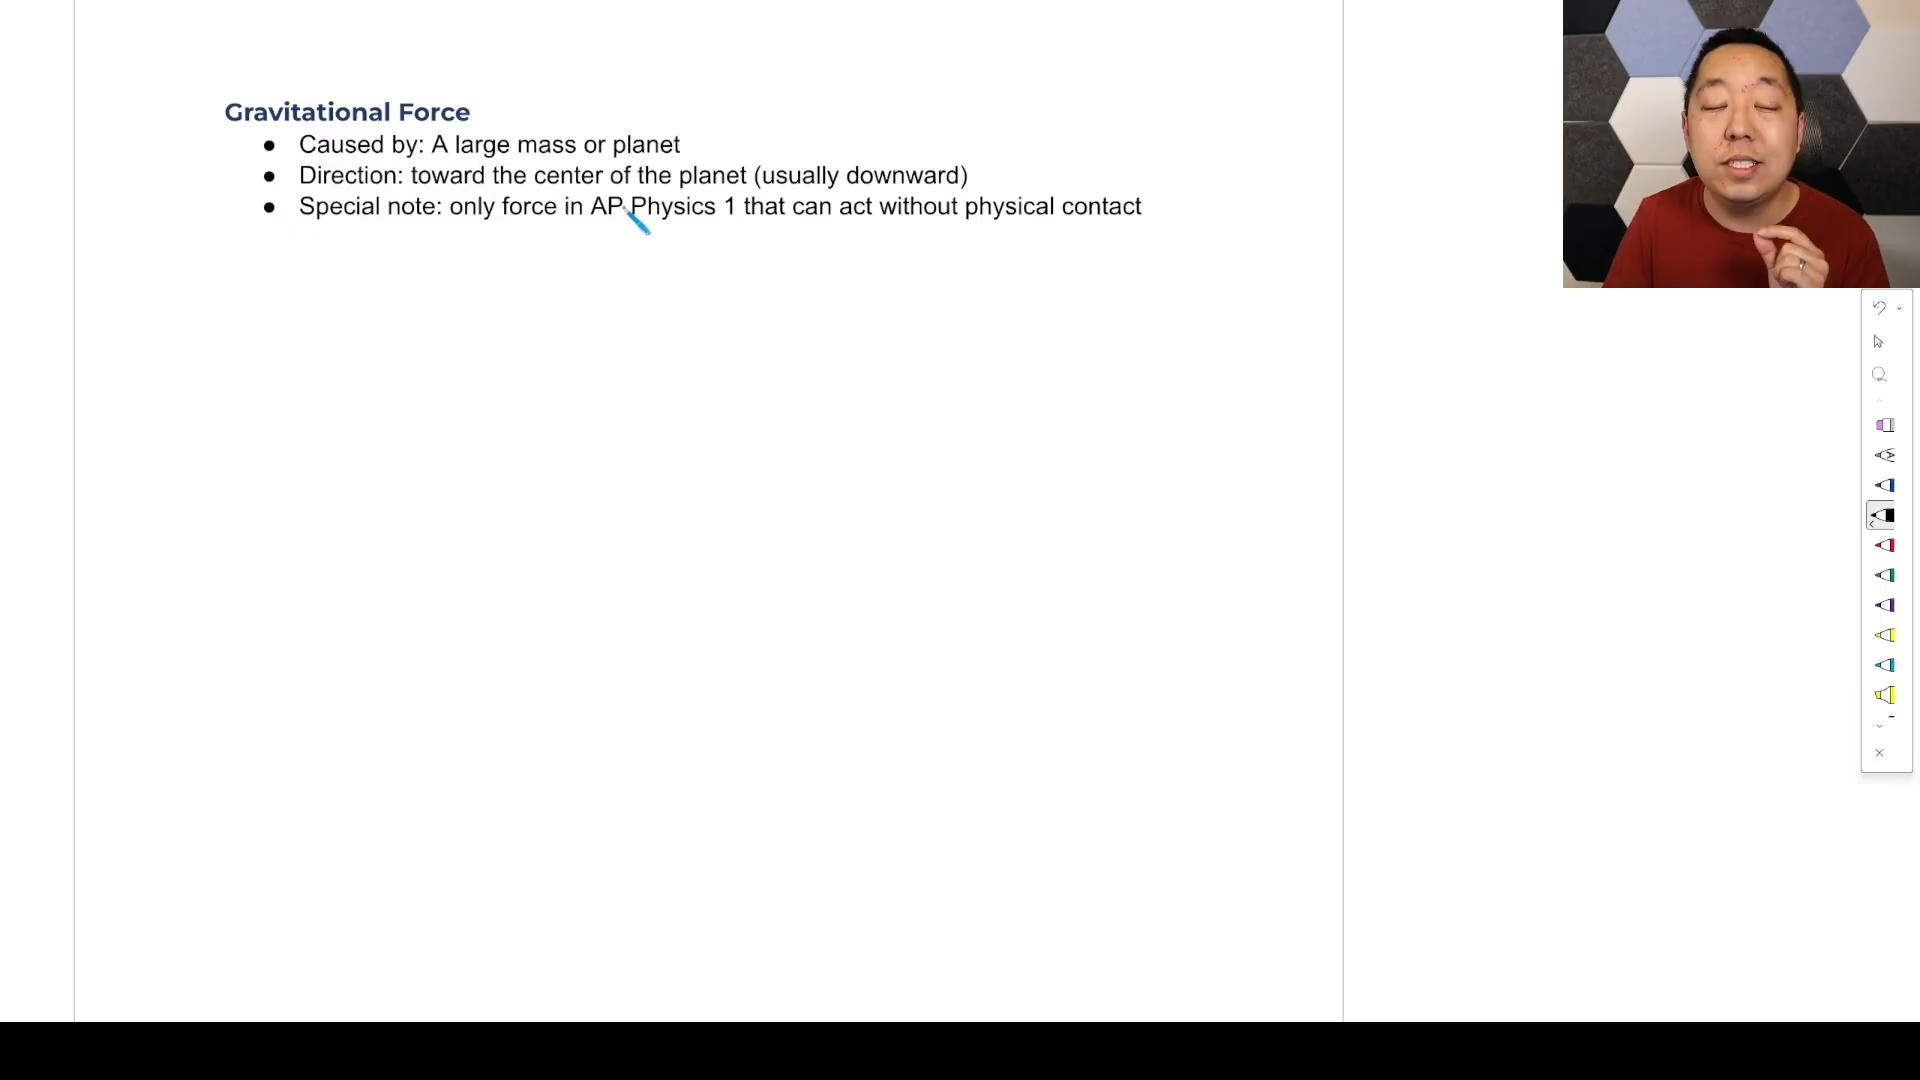 Gravitational Force
● Caused by: A large mass or planet
● Direction: toward the center of the planet (usually downward)
● Special note: only force in AP Physics 1 that can act without physical contact